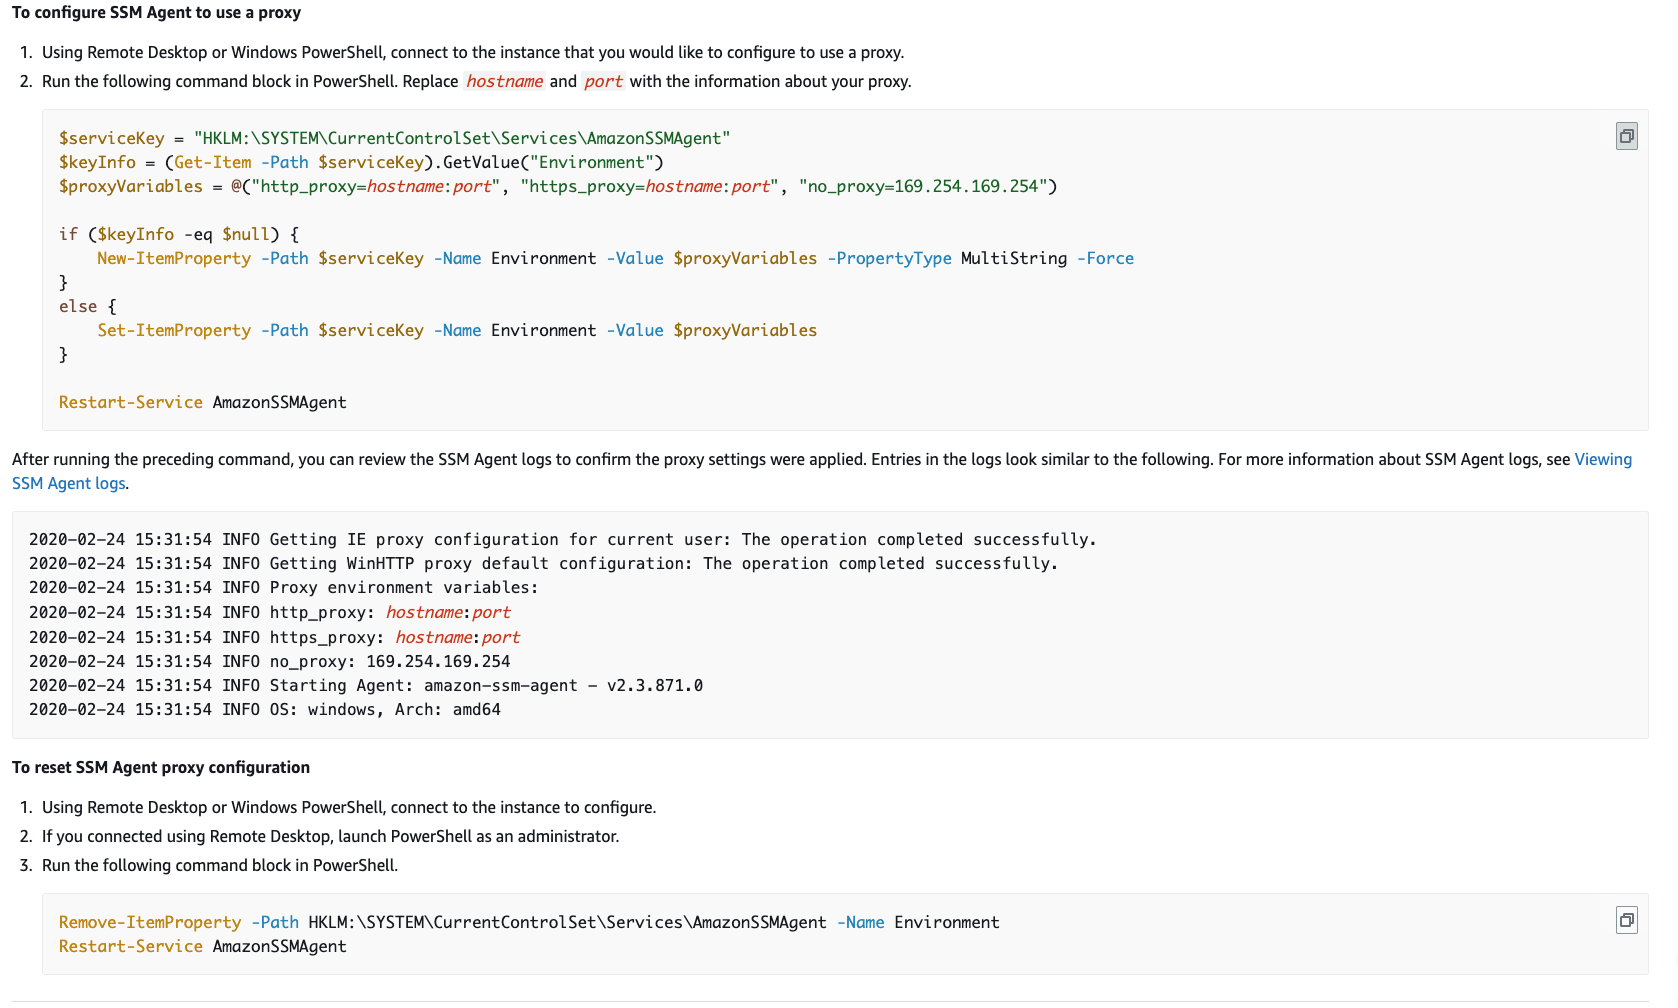 To configure SSM Agent to use a proxy
1. Using Remote Desktop or Windows PowerShell, connect to the instance that you would like to configure to use a proxy.
2. Run the following command block in PowerShell. Replace hostname and port with the information about your proxy.
$serviceKey = "HKLM:\SYSTEM\CurrentControlSet\Services\AmazonSSMAgent"
$keyInfo = (Get-Item -Path $serviceKey).GetValue("Environment")
$proxyVariables = @("http_proxy=hostname:port", "https_proxy=hostname:port", "no_proxy=169.254.169.254")
if ($keyInfo -eq $null) {
    New-ItemProperty -Path $serviceKey -Name Environment -Value $proxyVariables -PropertyType MultiString -Force
}
else {
    Set-ItemProperty -Path $serviceKey -Name Environment -Value $proxyVariables
}
Restart-Service AmazonSSMAgent
After running the preceding command, you can review the SSM Agent logs to confirm the proxy settings were applied. Entries in the logs look similar to the following. For more information about SSM Agent logs, see Viewing
SSM Agent logs.
2020-02-24 15:31:54 INFO Getting IE proxy configuration for current user: The operation completed successfully.
2020-02-24 15:31:54 INFO Getting WinHTTP proxy default configuration: The operation completed successfully.
2020-02-24 15:31:54 INFO Proxy environment variables:
2020-02-24 15:31:54 INFO http_proxy: hostname:port
2020-02-24 15:31:54 INFO https_proxy: hostname:port
2020-02-24 15:31:54 INFO no_proxy: 169.254.169.254
2020-02-24 15:31:54 INFO Starting Agent: amazon-ssm-agent - v2.3.871.0
2020-02-24 15:31:54 INFO OS: windows, Arch: amd64
To reset SSM Agent proxy configuration
1. Using Remote Desktop or Windows PowerShell, connect to the instance to configure.
2. If you connected using Remote Desktop, launch PowerShell as an administrator.
3. Run the following command block in PowerShell.
Remove-ItemProperty -Path HKLM:\SYSTEM\CurrentControlSet\Services\AmazonSSMAgent -Name Environment
Restart-Service AmazonSSMAgent